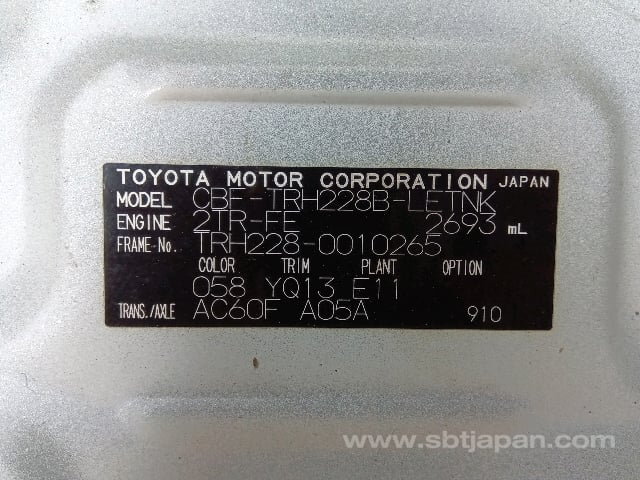 TOYOTA MOTOR CORPORATION JAPAN
MODEL CBF-TRH228B-LETNK
ENGINE 2TR-FE 2693 mL
FRAME-No. TRH228-0010265
COLOR TRIM PLANT OPTION
058 YQ13 E11
TRANS./AXLE AC60F A05A 910
www.sbtjapan.com